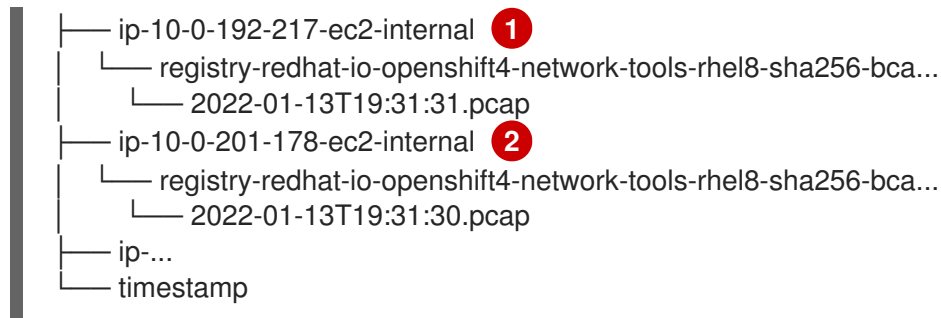 ├── ip-10-0-192-217-ec2-internal 1
│ └── registry-redhat-io-openshift4-network-tools-rhel8-sha256-bca...
│ └── 2022-01-13T19:31:31.pcap
├── ip-10-0-201-178-ec2-internal 2
│ └── registry-redhat-io-openshift4-network-tools-rhel8-sha256-bca...
│ └── 2022-01-13T19:31:30.pcap
├── ip-...
└── timestamp